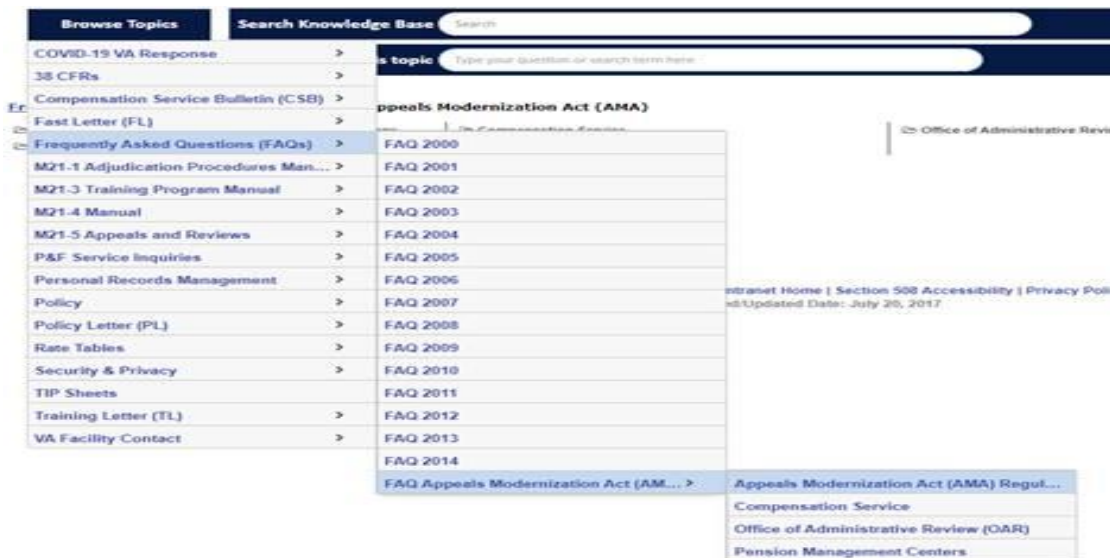 Browse Topics
Search Knowledge Base
Search
COVID-19 VA Response
s topic
Type your question or search term here
38 CFRs
Compensation Service Bulletin (CSB)
Er
ppeals Modernization Act (AMA)
Fast Letter (FL)
Compensation Service
Office of Administrative Revi
Frequently Asked Questions (FAQs)
FAQ 2000
M21-1 Adjudication Procedures Man...
FAQ 2001
M21-3 Training Program Manual
FAQ 2002
M21-4 Manual
FAQ 2003
M21-5 Appeals and Reviews
FAQ 2004
P&F Service Inquiries
FAQ 2005
Personal Records Management
FAQ 2006
ntranet Home | Section 508 Accessibility | Privacy Poli
Policy
FAQ 2007
ed/Updated Date: July 20, 2017
Policy Letter (PL)
FAQ 2008
Rate Tables
FAQ 2009
Security & Privacy
FAQ 2010
TIP Sheets
FAQ 2011
Training Letter (TL)
FAQ 2012
VA Facility Contact
FAQ 2013
FAQ 2014
FAQ Appeals Modernization Act (AM...
Appeals Modernization Act (AMA) Regul...
Compensation Service
Office of Administrative Review (OAR)
Pension Management Centers